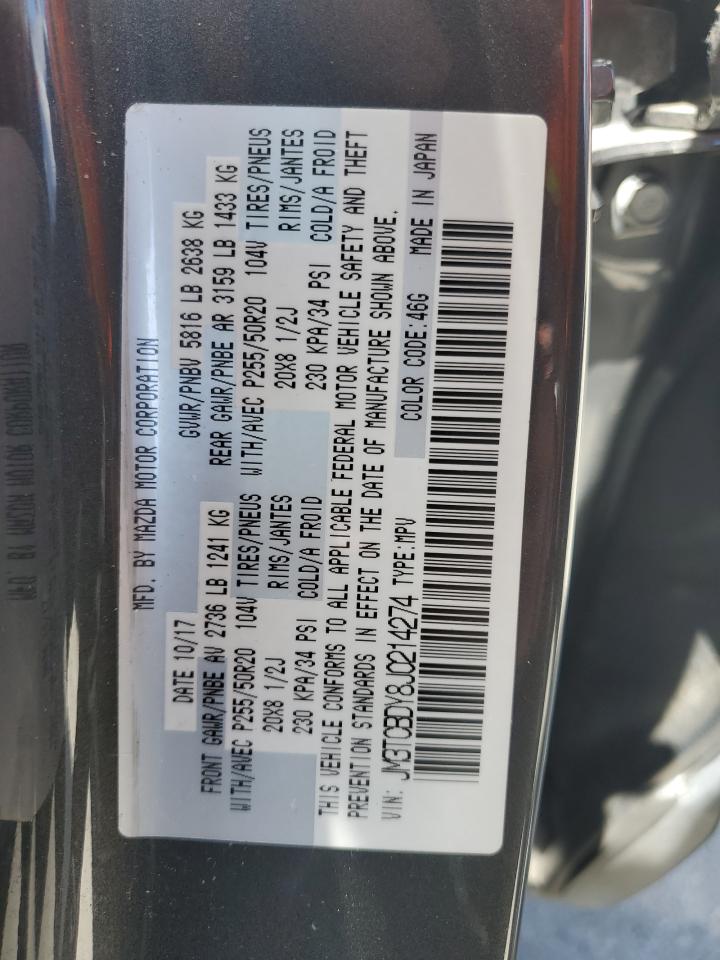 MFD. BY MAZDA MOTOR CORPORATION
DATE 10/17 GVWR/PNBV 5816 LB 2638 KG
FRONT GAWR/PNBE AV 2736 LB 1241 KG REAR GAWR/PNBE AR 3159 LB 1433 KG
WITH/AVEC P255/50R20 104V TIRES/PNEUS WITH/AVEC P255/50R20 104V TIRES/PNEUS
20X8 1/2J RIMS/JANTES 20X8 1/2J RIMS/JANTES
230 KPA/34 PSI COLD/A FROID 230 KPA/34 PSI COLD/A FROID
THIS VEHICLE CONFORMS TO ALL APPLICABLE FEDERAL MOTOR VEHICLE SAFETY AND THEFT
PREVENTION STANDARDS IN EFFECT ON THE DATE OF MANUFACTURE SHOWN ABOVE.
VIN: JM3TCBDY8J0214274 TYPE:MPV COLOR CODE:46G MADE IN JAPAN